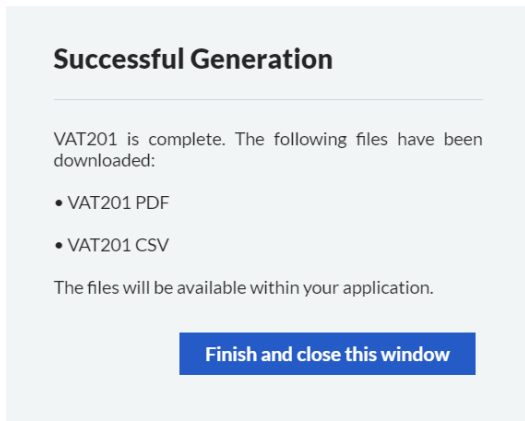 Successful Generation
VAT201 is complete. The following files have been
downloaded:
• VAT201 PDF
• VAT201 CSV
The files will be available within your application.
Finish and close this window